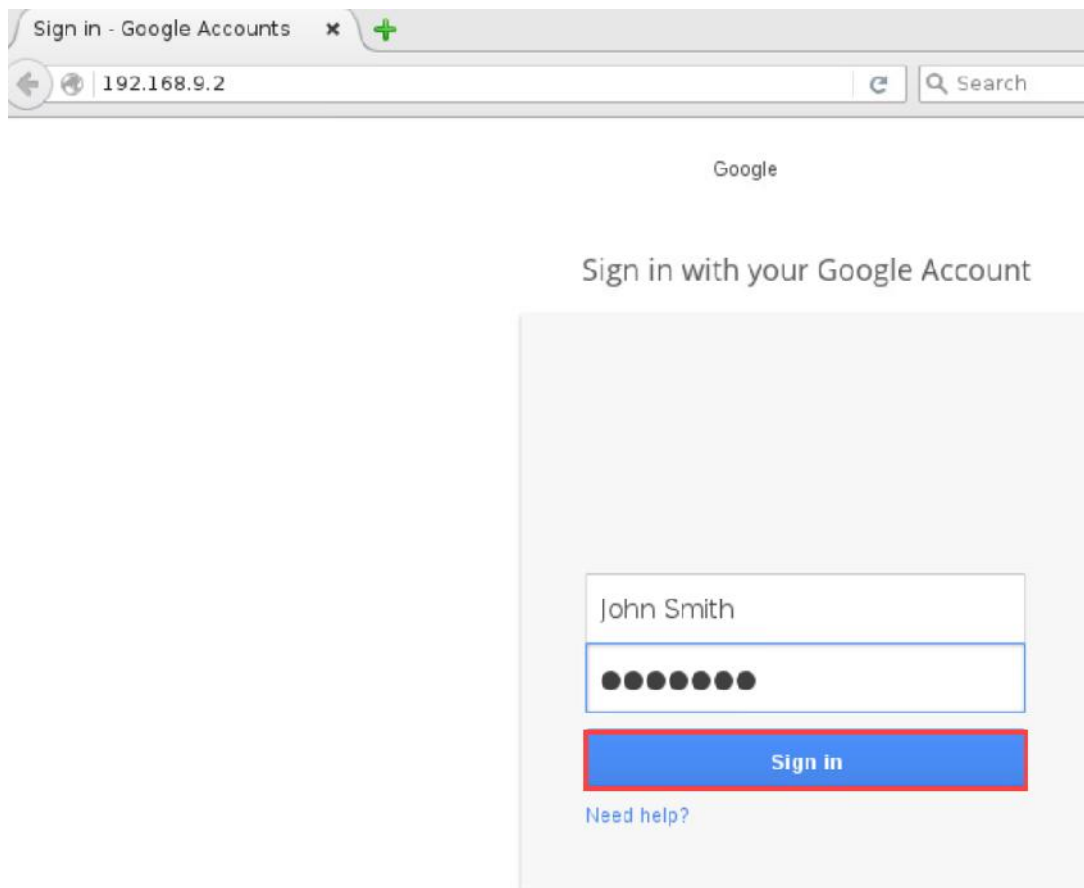 Sign in - Google Accounts
192.168.9.2
Search
Google
Sign in with your Google Account
John Smith
Sign in
Need help?